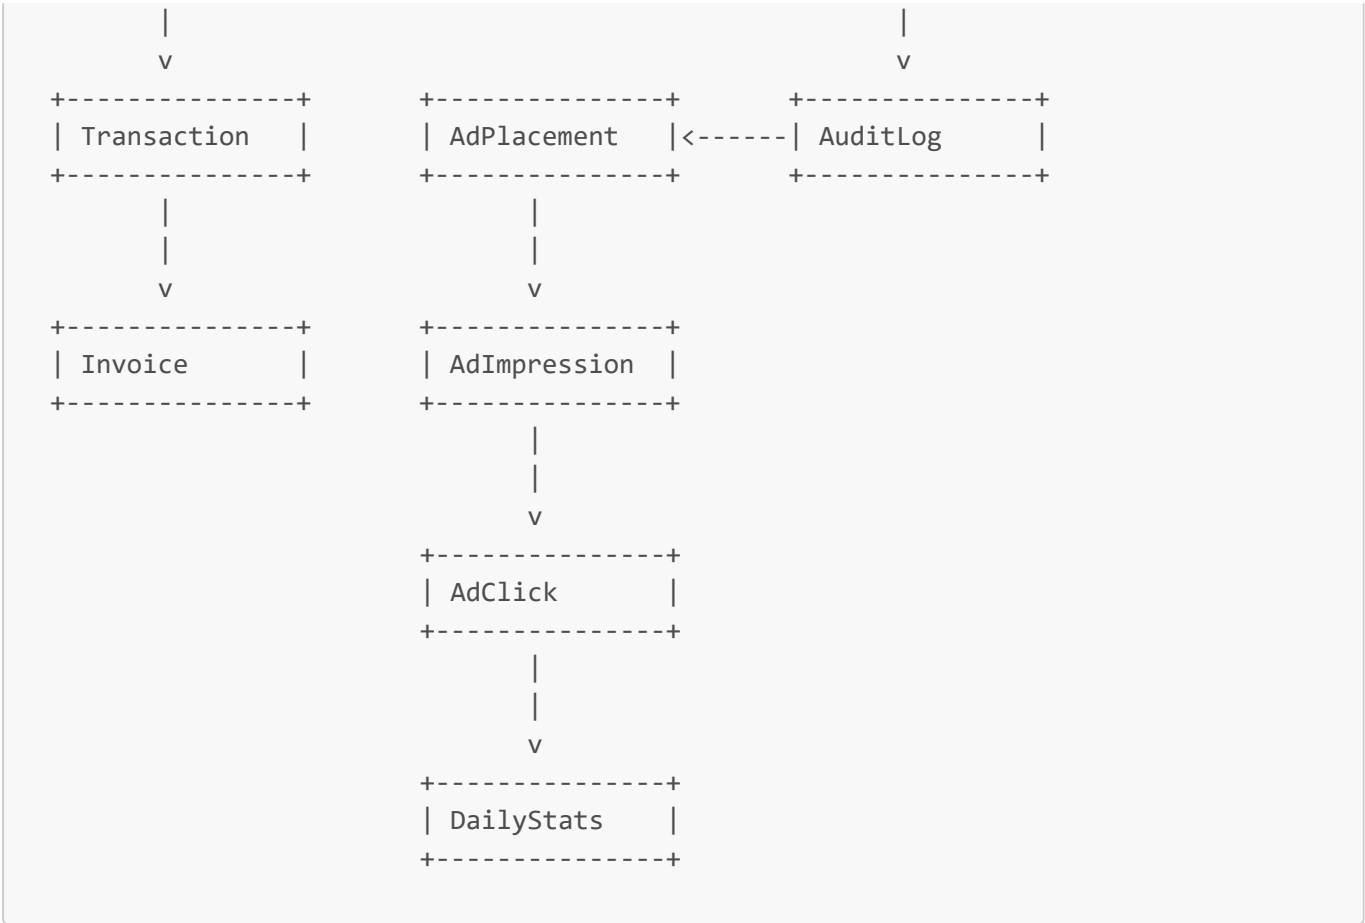 |                                               |
       v                                               v
+---------------+       +---------------+       +---------------+
| Transaction   |       | AdPlacement   |<------| AuditLog      |
+---------------+       +---------------+       +---------------+
       |                       |
       |                       |
       v                       v
+---------------+       +---------------+
| Invoice       |       | AdImpression  |
+---------------+       +---------------+
                               |
                               |
                               v
                        +---------------+
                        | AdClick       |
                        +---------------+
                               |
                               |
                               v
                        +---------------+
                        | DailyStats    |
                        +---------------+